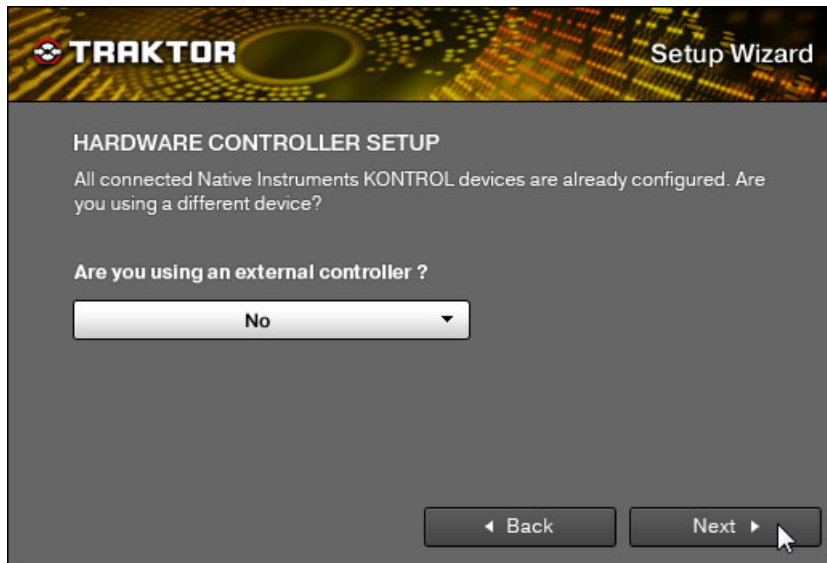 TRAKTOR
Setup Wizard
HARDWARE CONTROLLER SETUP
All connected Native Instruments KONTROL devices are already configured. Are
you using a different device?
Are you using an external controller ?
No
Back
Next